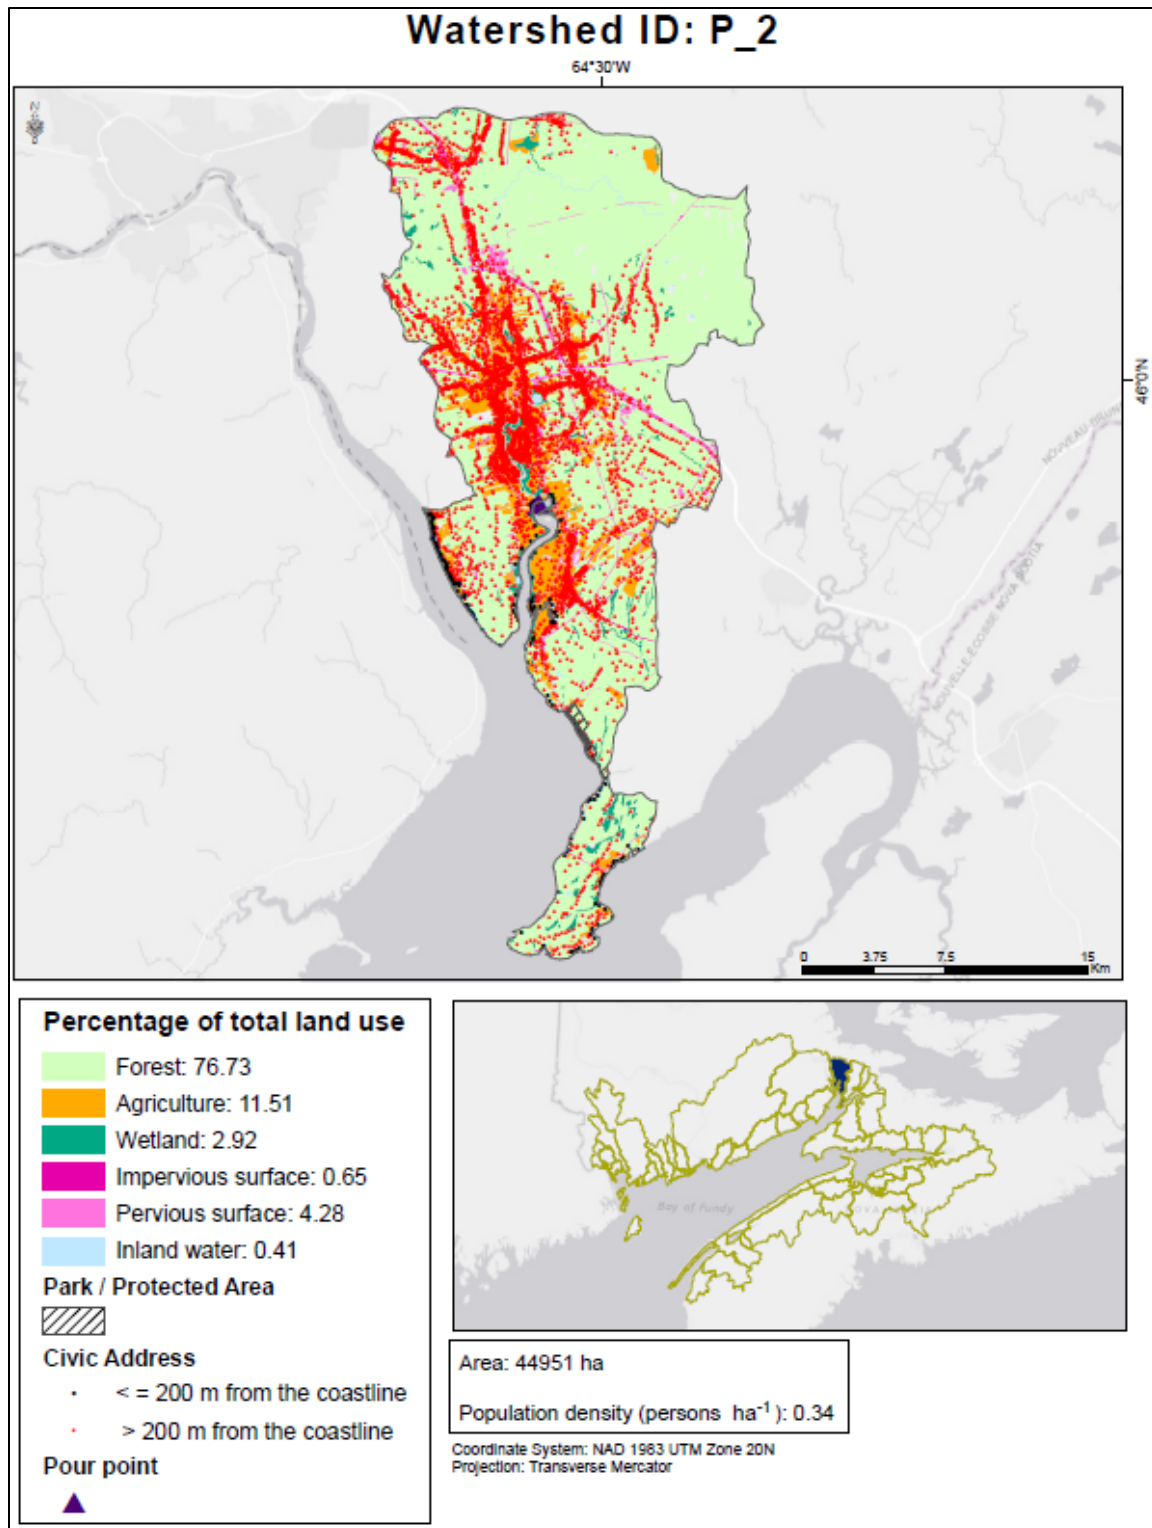 Watershed ID: P_2
64°30'W
N
46°0'N
NOUVEAU-BRUN
NOUVELLE-ÉCOSSE NOVA SCOTIA
0 3.75 7.5 15
Km
Percentage of total land use
Forest: 76.73
Agriculture: 11.51
Wetland: 2.92
Impervious surface: 0.65
Pervious surface: 4.28
Inland water: 0.41
Park / Protected Area
Civic Address
< = 200 m from the coastline
> 200 m from the coastline
Pour point
Bay of Fundy
Area: 44951 ha
Population density (persons ha⁻¹): 0.34
Coordinate System: NAD 1983 UTM Zone 20N
Projection: Transverse Mercator